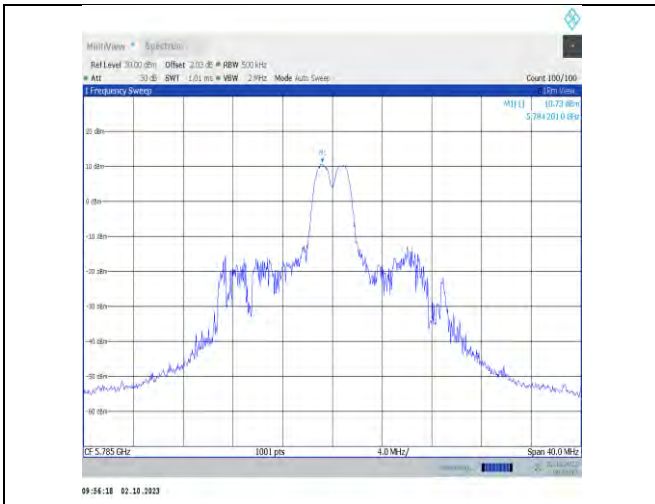 MultiView Spectrum
Ref Level 30.00 dBm Offset 2.03 dB RBW 500 kHz
Att 30 dB SWT 1.01 ms VBW 2 MHz Mode Auto Sweep Count 100/100
1 Frequency Sweep 1Rm View
M1[1] 10.73 dBm
M1
20 dBm
10 dBm
0 dBm
-10 dBm
-20 dBm
-30 dBm
-40 dBm
-50 dBm
-60 dBm
CF 5.785 GHz 1001 pts 4.0 MHz/ Span 40.0 MHz
09:56:18 02.10.2023